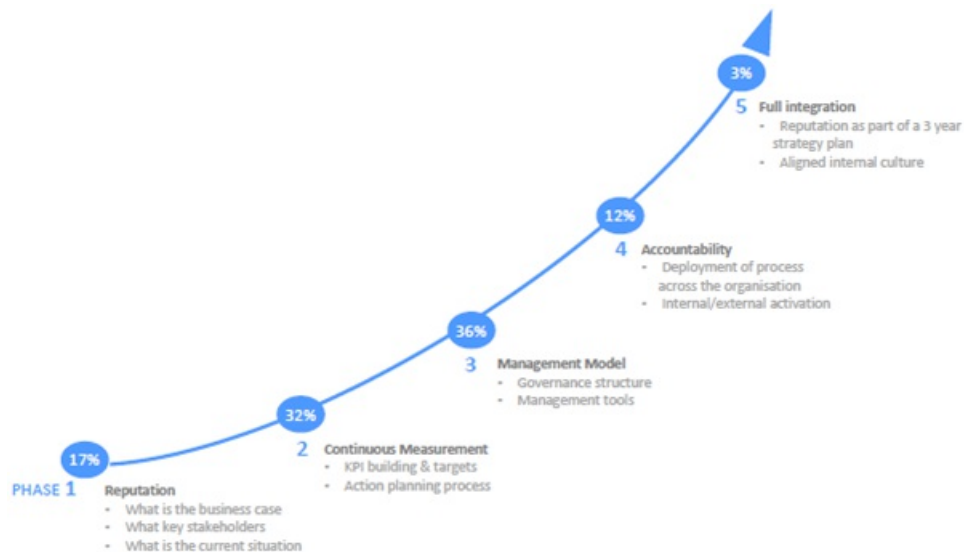 3%
5 Full integration
- Reputation as part of a 3 year
strategy plan
- Aligned internal culture
12%
4 Accountability
- Deployment of process
across the organisation
- Internal/external activation
36%
3 Management Model
- Governance structure
- Management tools
32%
2 Continuous Measurement
- KPI building & targets
- Action planning process
17%
PHASE 1 Reputation
- What is the business case
- What key stakeholders
- What is the current situation